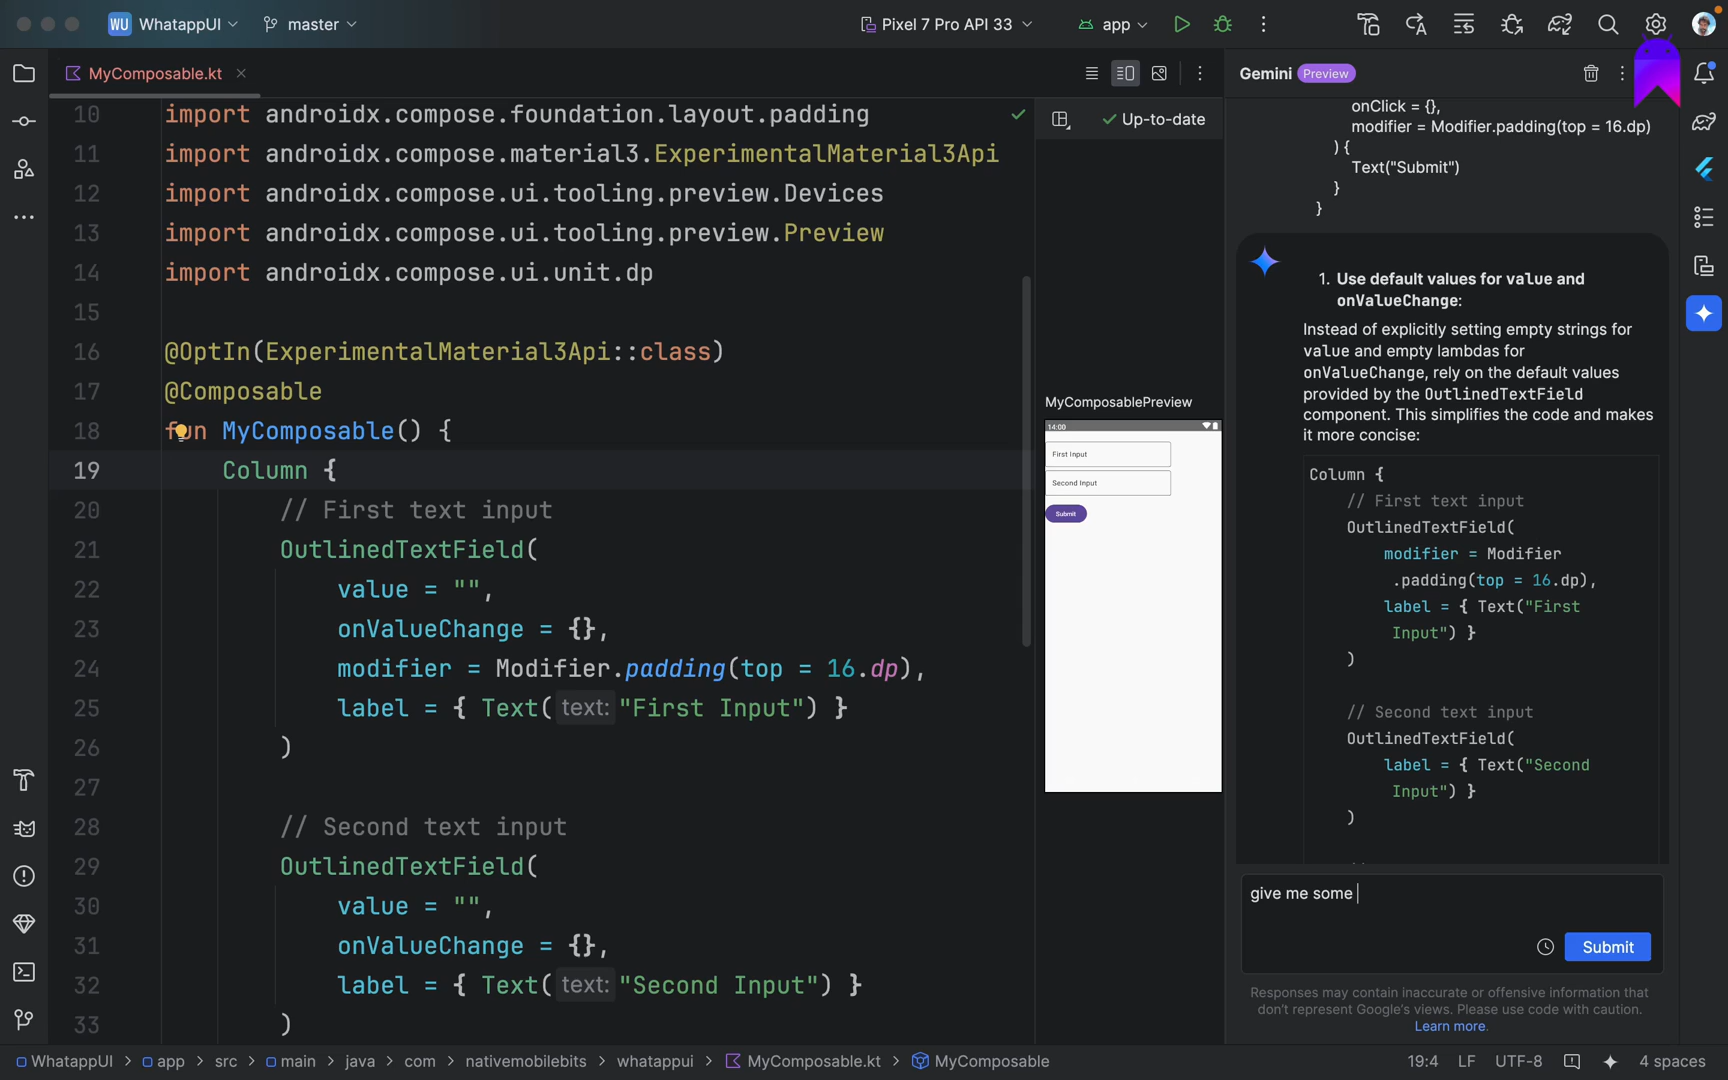 WU WhatappUI master Pixel 7 Pro API 33 app
MyComposable.kt
10 import androidx.compose.foundation.layout.padding
11 import androidx.compose.material3.ExperimentalMaterial3Api
12 import androidx.compose.ui.tooling.preview.Devices
13 import androidx.compose.ui.tooling.preview.Preview
14 import androidx.compose.ui.unit.dp
15
16 @OptIn(ExperimentalMaterial3Api::class)
17 @Composable
18 fun MyComposable() {
19 Column {
20 // First text input
21 OutlinedTextField(
22 value = "",
23 onValueChange = {},
24 modifier = Modifier.padding(top = 16.dp),
25 label = { Text( text: "First Input") }
26 )
27
28 // Second text input
29 OutlinedTextField(
30 value = "",
31 onValueChange = {},
32 label = { Text( text: "Second Input") }
33 )
Up-to-date
MyComposablePreview
14:00
First Input
Second Input
Submit
Gemini Preview
onClick = {},
modifier = Modifier.padding(top = 16.dp)
) {
Text("Submit")
}
}
1. Use default values for value and
onValueChange:
Instead of explicitly setting empty strings for
value and empty lambdas for
onValueChange, rely on the default values
provided by the OutlinedTextField
component. This simplifies the code and makes
it more concise:
Column {
// First text input
OutlinedTextField(
modifier = Modifier
.padding(top = 16.dp),
label = { Text("First
Input") }
)
// Second text input
OutlinedTextField(
label = { Text("Second
Input") }
)
give me some
Submit
Responses may contain inaccurate or offensive information that
don't represent Google's views. Please use code with caution.
Learn more.
WhatappUI > app > src > main > java > com > nativemobilebits > whatappui > MyComposable.kt > MyComposable 19:4 LF UTF-8 4 spaces